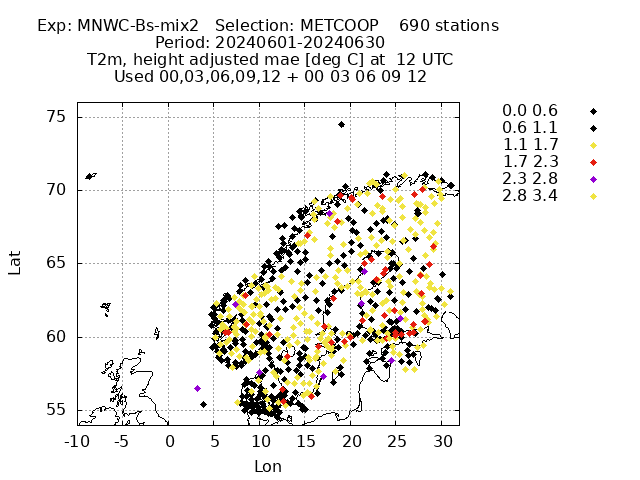 Exp: MNWC-Bs-mix2 Selection: METCOOP 690 stations
Period: 20240601-20240630
T2m, height adjusted mae [deg C] at 12 UTC
Used 00,03,06,09,12 + 00 03 06 09 12
0.0 0.6
0.6 1.1
1.1 1.7
1.7 2.3
2.3 2.8
2.8 3.4
75
70
65
60
55
Lat
-10 -5 0 5 10 15 20 25 30
Lon